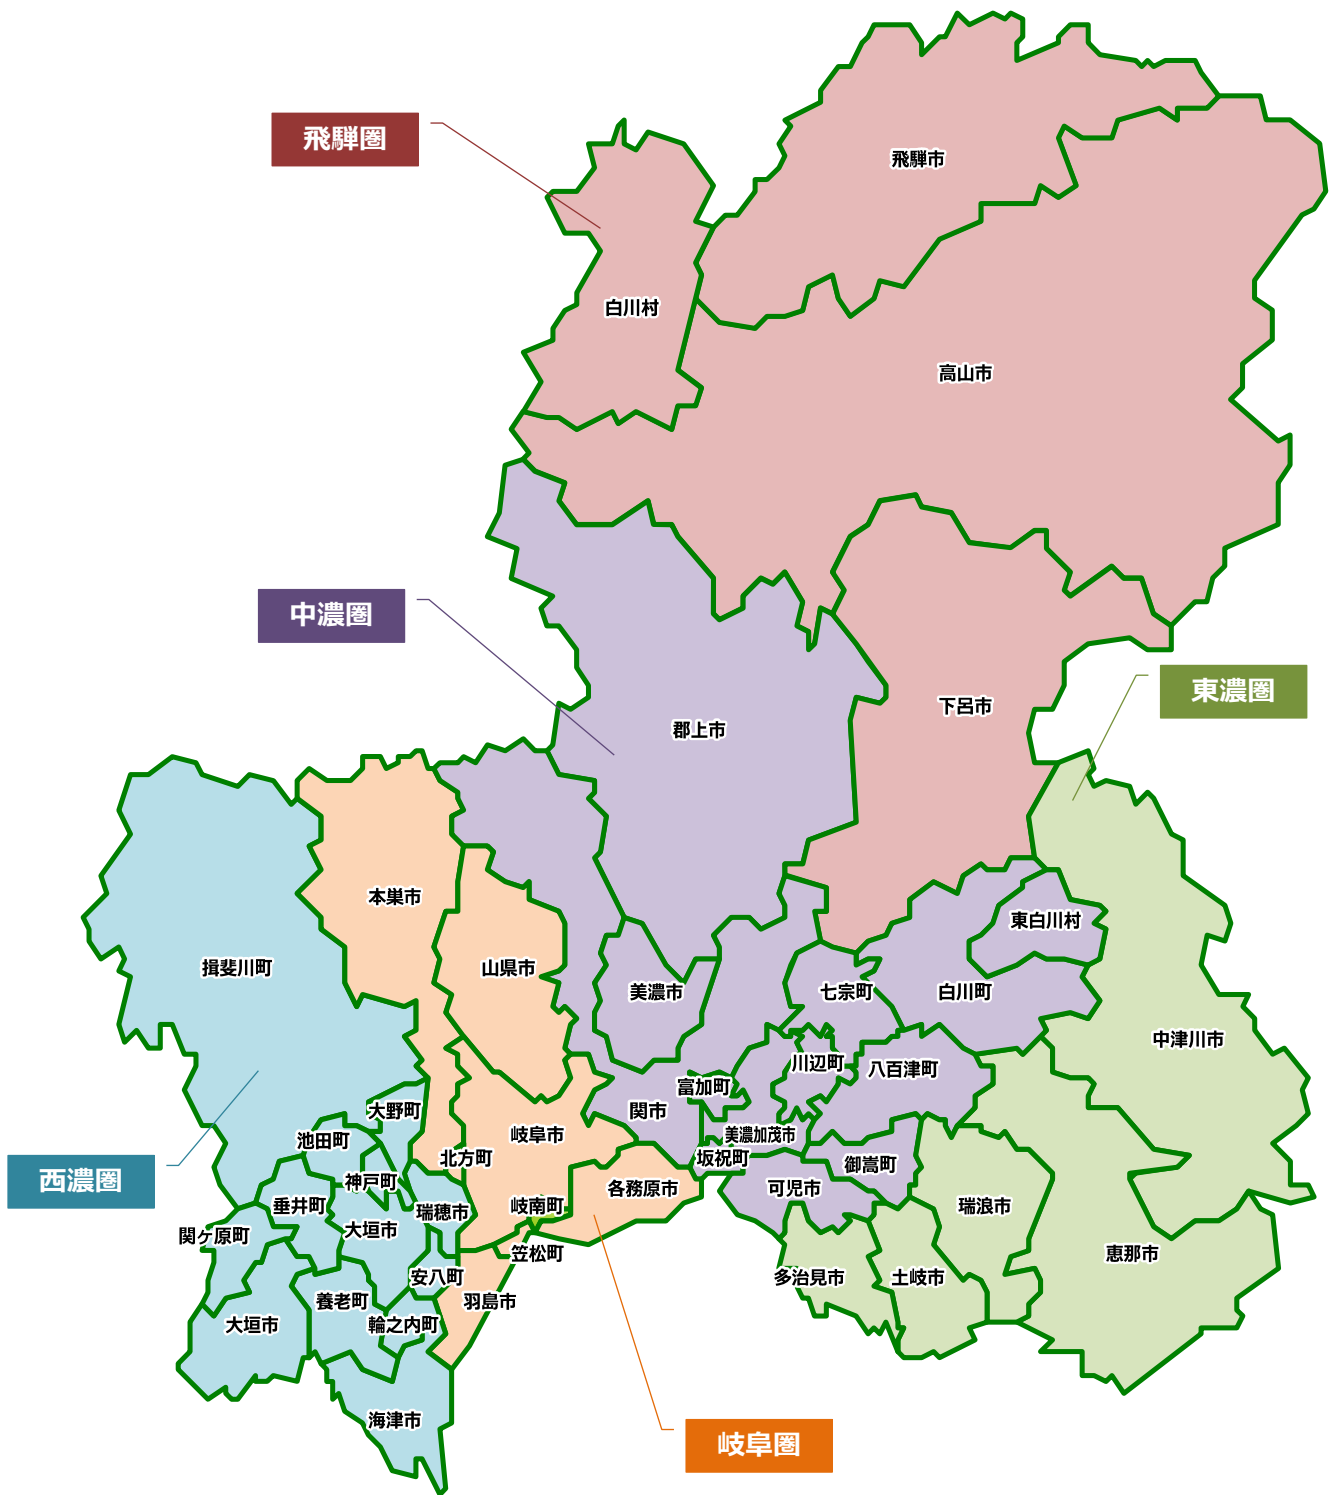 飛騨圏
飛騨市
白川村
高山市
中濃圏
東濃圏
下呂市
郡上市
本巣市
東白川村
揖斐川町
山県市
美濃市
七宗町
白川町
中津川市
川辺町
八百津町
富加町
大野町
関市
池田町
岐阜市
美濃加茂市
北方町
坂祝町
御嵩町
西濃圏
神戸町
各務原市
可児市
垂井町
岐南町
瑞浪市
瑞穂市
関ヶ原町
大垣市
笠松町
恵那市
安八町
多治見市
土岐市
養老町
羽島市
大垣市
輪之内町
海津市
岐阜圏